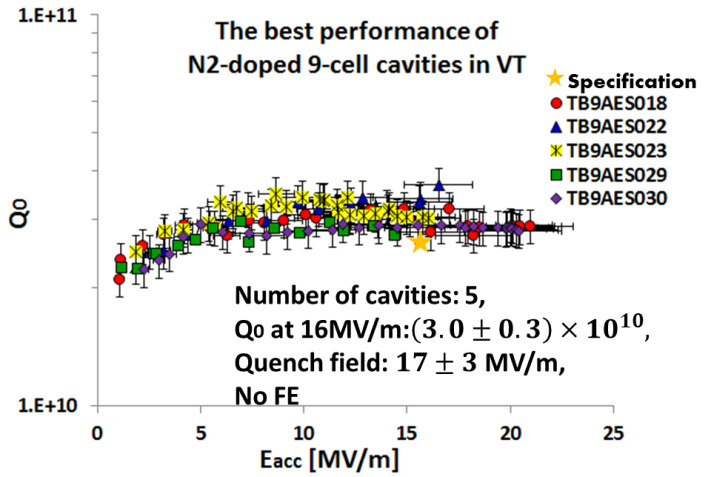 1.E+11
The best performance of
N2-doped 9-cell cavities in VT
Specification
TB9AES018
TB9AES022
TB9AES023
TB9AES029
TB9AES030
Q0
Number of cavities: 5,
Q0 at 16MV/m:(3.0 ± 0.3) × 10¹⁰,
Quench field: 17 ± 3 MV/m,
No FE
1.E+10
0 5 10 15 20 25
Eacc [MV/m]